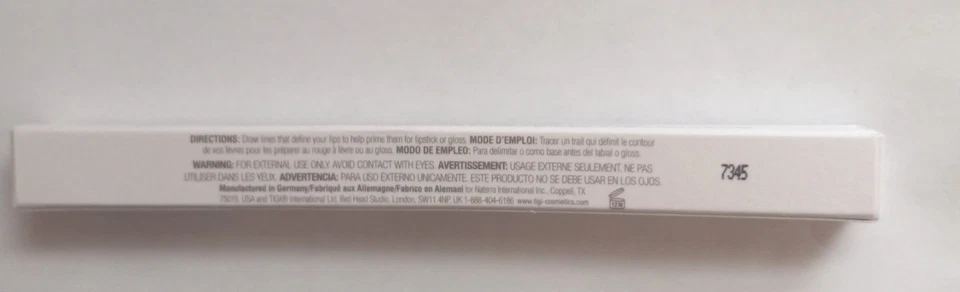 DIRECTIONS: Draw lines that define your lips to help prime them for lipstick or gloss. MODE D'EMPLOI: Tracer un trait qui définit le contour
de vos lèvres pour les préparer au rouge à lèvre ou au gloss. MODO DE EMPLEO: Para delimitar o como base antes del labial o gloss.
WARNING: FOR EXTERNAL USE ONLY. AVOID CONTACT WITH EYES. AVERTISSEMENT: USAGE EXTERNE SEULEMENT. NE PAS
UTILISER DANS LES YEUX. ADVERTENCIA: PARA USO EXTERNO UNICAMENTE. ESTE PRODUCTO NO SE DEBE USAR EN LOS OJOS.
Manufactured in Germany/Fabriqué aux Allemagne/Fabrico en Alemani for Naterra International Inc., Coppell, TX
75019, USA and TIGI® International Ltd, Bed Head Studio, London, SW11 4NP, UK 1-888-404-6186 www.tigi-cosmetics.com
7345